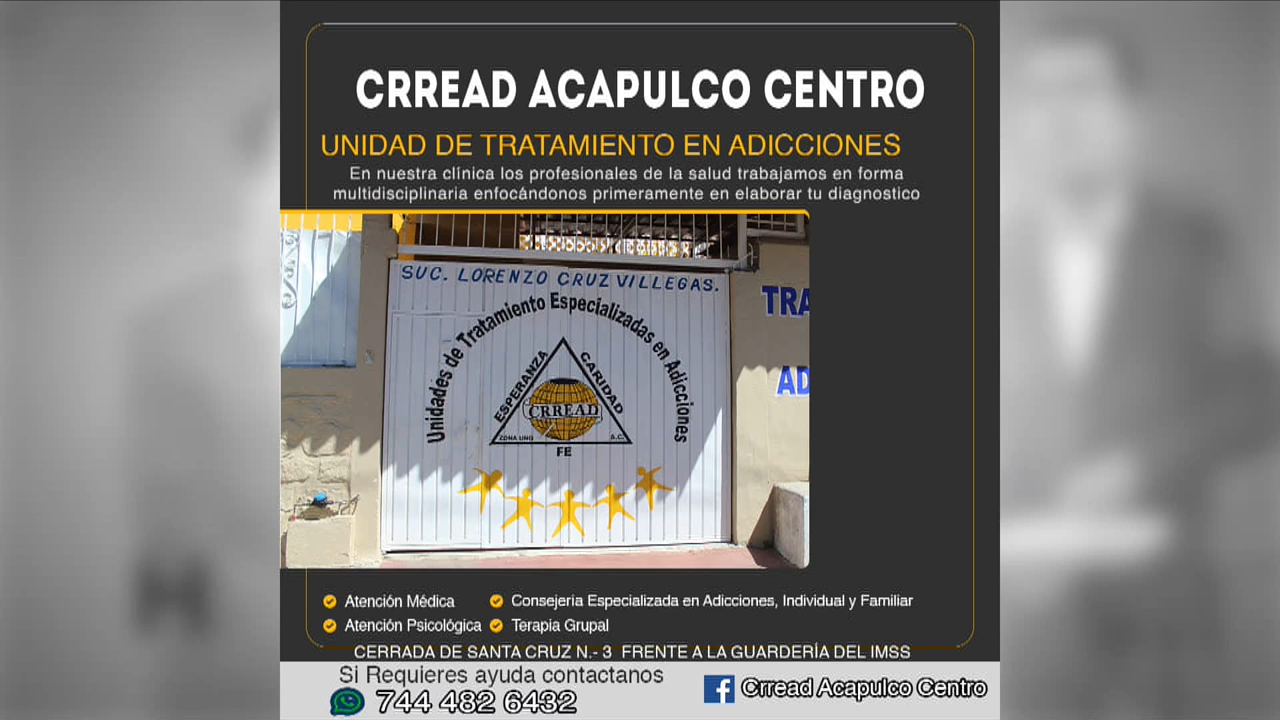 CRREAD ACAPULCO CENTRO
UNIDAD DE TRATAMIENTO EN ADICCIONES
En nuestra clínica los profesionales de la salud trabajamos en forma
multidisciplinaria enfocándonos primeramente en elaborar tu diagnostico
SUC. LORENZO CRUZ VILLEGAS.
Unidades de Tratamiento Especializadas en Adicciones
ESPERANZA
CARIDAD
CRREAD
ZONA UNO
A.C.
FE
TRA
AD
Atención Médica
Consejería Especializada en Adicciones, Individual y Familiar
Atención Psicológica
Terapia Grupal
CERRADA DE SANTA CRUZ N.- 3 FRENTE A LA GUARDERÍA DEL IMSS
Si Requieres ayuda contactanos
744 482 6432
Crread Acapulco Centro